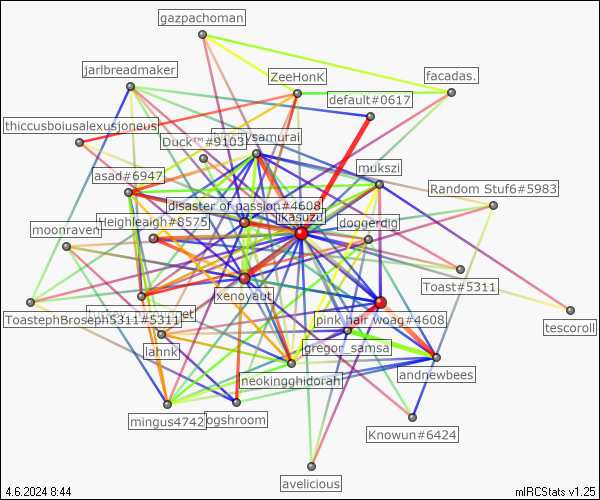 gazpachoman
jarlbreadmaker
ZeeHonK
facadas.
default#0617
thiccusboiusalexusjoneus
Duck™#9103
ysamurai
mukszi
asad#6947
Random Stuf6#5983
disaster of passion#4608
ikasuzu
Heighleigh#8575
doggerdig
moonraven
Toast#5311
xenoyaut
ToastephBroseph5311#5311
pink hair woag#4608
tescoroll
gregor_samsa
lahnk
neokingghidorah
andnewbees
mingus4742
ogshroom
Knowun#6424
avelicious
4.6.2024 8:44
mIRCStats v1.25